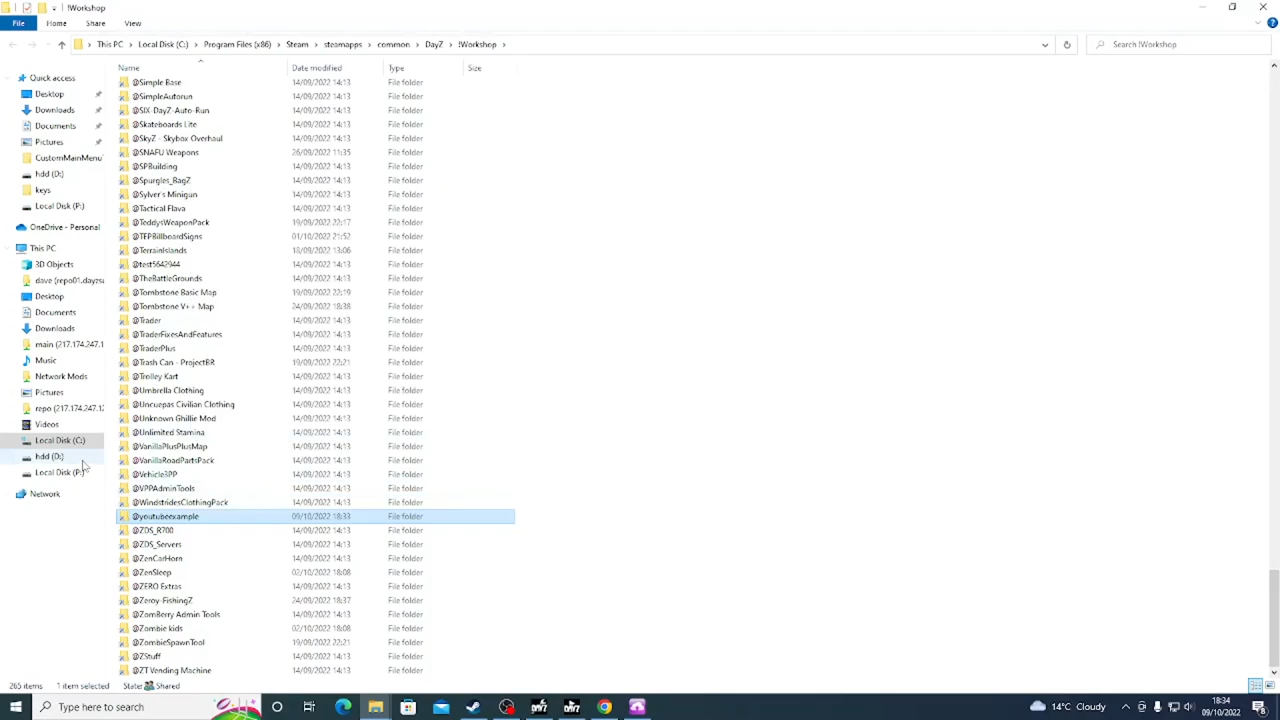 !Workshop
File Home Share View
This PC Local Disk (C:) Program Files (x86) Steam steamapps common DayZ !Workshop
Search !Workshop
Name Date modified Type Size
Quick access
Desktop
Downloads
Documents
Pictures
CustomMainMenu
hdd (D:)
keys
Local Disk (P:)
OneDrive - Personal
This PC
3D Objects
dave (repo01.dayzsa
Desktop
Documents
Downloads
main (217.174.247.1
Music
Network Mods
Pictures
repo (217.174.247.12
Videos
Local Disk (C:)
hdd (D:)
Local Disk (P:)
Network
@Simple Base 14/09/2022 14:13 File folder
@SimpleAutorun 14/09/2022 14:13 File folder
@SIX-DayZ-Auto-Run 14/09/2022 14:13 File folder
@Skateboards Lite 14/09/2022 14:13 File folder
@SkyZ - Skybox Overhaul 14/09/2022 14:13 File folder
@SNAFU Weapons 26/09/2022 11:35 File folder
@SPBuilding 14/09/2022 14:13 File folder
@Spurgles_BagZ 14/09/2022 14:13 File folder
@Sylver's Minigun 14/09/2022 14:13 File folder
@Tactical Flava 14/09/2022 14:13 File folder
@TeddysWeaponPack 19/09/2022 22:17 File folder
@TFPBillboardSigns 01/10/2022 21:52 File folder
@TerrainIslands 18/09/2022 13:06 File folder
@test5642944 14/09/2022 14:13 File folder
@TheBattleGrounds 14/09/2022 14:13 File folder
@Tombstone Basic Map 19/09/2022 22:19 File folder
@Tombstone V++ Map 24/09/2022 18:38 File folder
@Trader 14/09/2022 14:13 File folder
@TraderFixesAndFeatures 14/09/2022 14:13 File folder
@TraderPlus 14/09/2022 14:13 File folder
@Trash Can - ProjectBR 19/09/2022 22:21 File folder
@Trolley Kart 14/09/2022 14:13 File folder
@Umbrella Clothing 14/09/2022 14:13 File folder
@Uncuepas Civilian Clothing 14/09/2022 14:13 File folder
@Unknown Ghillie Mod 14/09/2022 14:13 File folder
@Unlimited Stamina 14/09/2022 14:13 File folder
@VanillaPlusPlusMap 14/09/2022 14:13 File folder
@VanillaRoadPartsPack 14/09/2022 14:13 File folder
@Vehicle3PP 14/09/2022 14:13 File folder
@VPPAdminTools 14/09/2022 14:13 File folder
@WindstridesClothingPack 14/09/2022 14:13 File folder
@youtubeexample 09/10/2022 18:33 File folder
@ZDS_R700 14/09/2022 14:13 File folder
@ZDS_Servers 14/09/2022 14:13 File folder
@ZenCarHorn 14/09/2022 14:13 File folder
@ZenSleep 02/10/2022 18:08 File folder
@ZERO Extras 14/09/2022 14:13 File folder
@Zeroy-FishingZ 24/09/2022 18:37 File folder
@ZomBerry Admin Tools 14/09/2022 14:13 File folder
@Zombie kids 02/10/2022 18:08 File folder
@ZombieSpawnTool 19/09/2022 22:21 File folder
@ZStuff 14/09/2022 14:13 File folder
@ZT Vending Machine 14/09/2022 14:13 File folder
265 items 1 item selected State: Shared
Type here to search
14°C Cloudy
18:34
09/10/2022
8